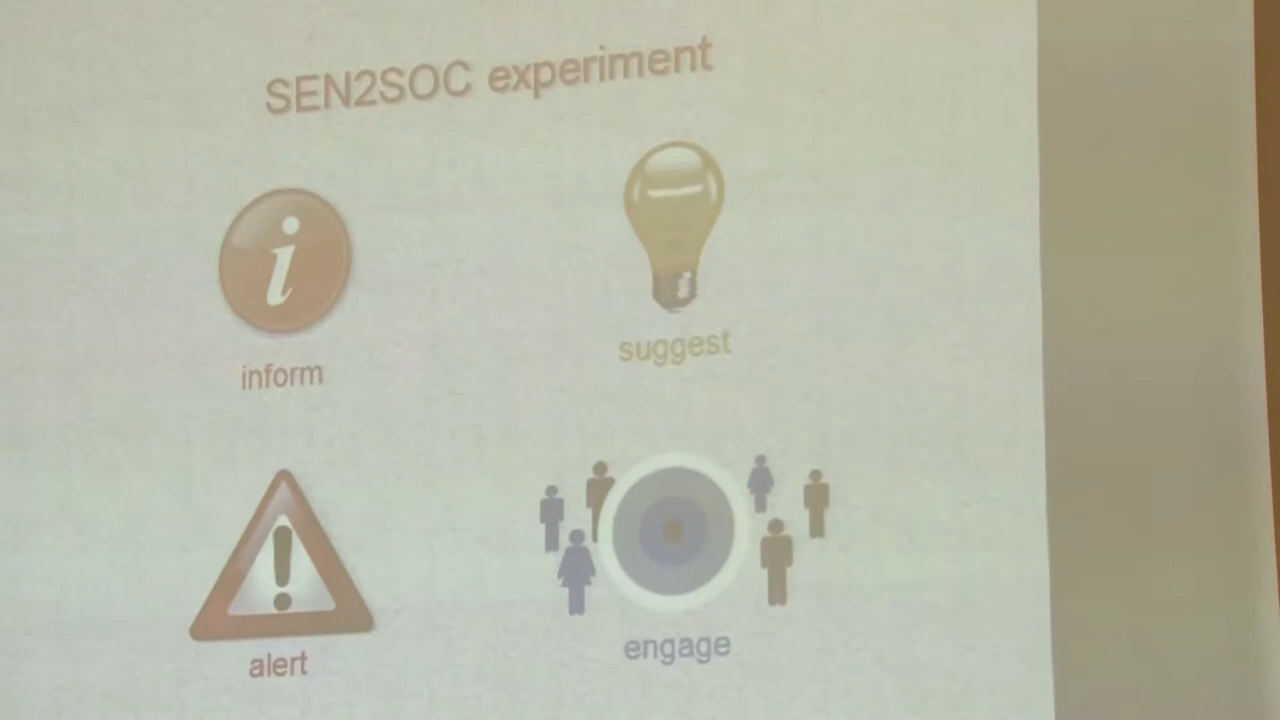 SEN2SOC experiment
i
inform
suggest
!
alert
engage